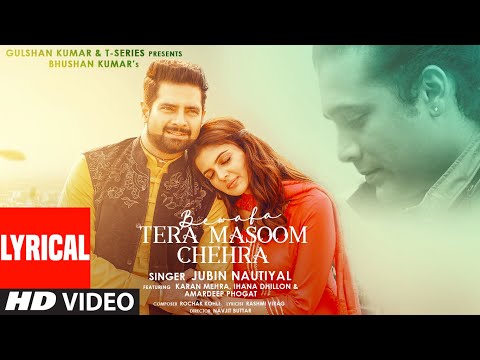 GULSHAN KUMAR & T-SERIES PRESENTS
BHUSHAN KUMAR's
Bewafa
TERA MASOOM
CHEHRA
SINGER JUBIN NAUTIYAL
FEATURING KARAN MEHRA, IHANA DHILLON &
AMARDEEP PHOGAT
COMPOSER ROCHAK KOHLI. LYRICIST RASHMI VIRAG
DIRECTOR NAVJIT BUTTAR
LYRICAL
HD VIDEO